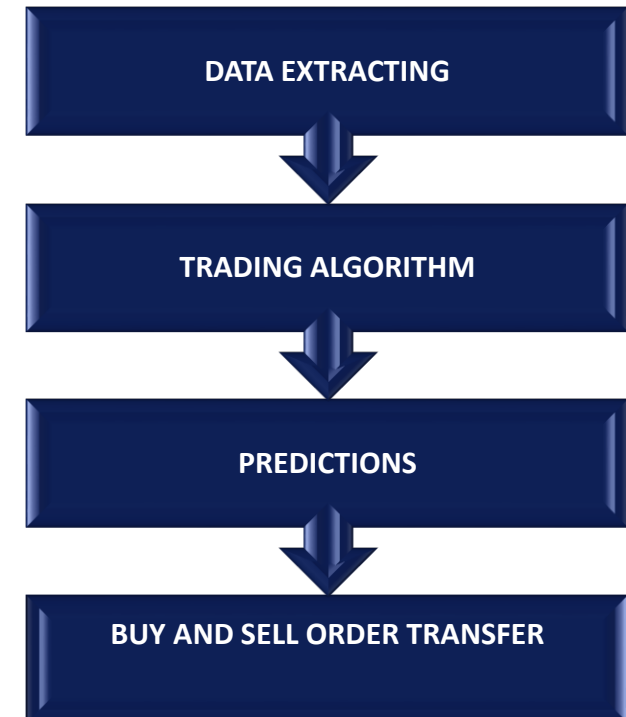 DATA EXTRACTING
TRADING ALGORITHM
PREDICTIONS
BUY AND SELL ORDER TRANSFER